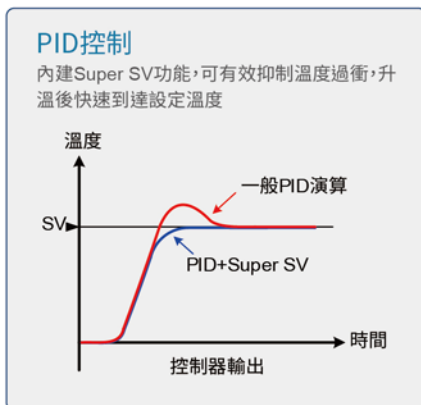 PID控制
內建Super SV功能,可有效抑制溫度過衝,升
溫後快速到達設定溫度
溫度
一般PID演算
SV
PID+Super SV
時間
控制器輸出